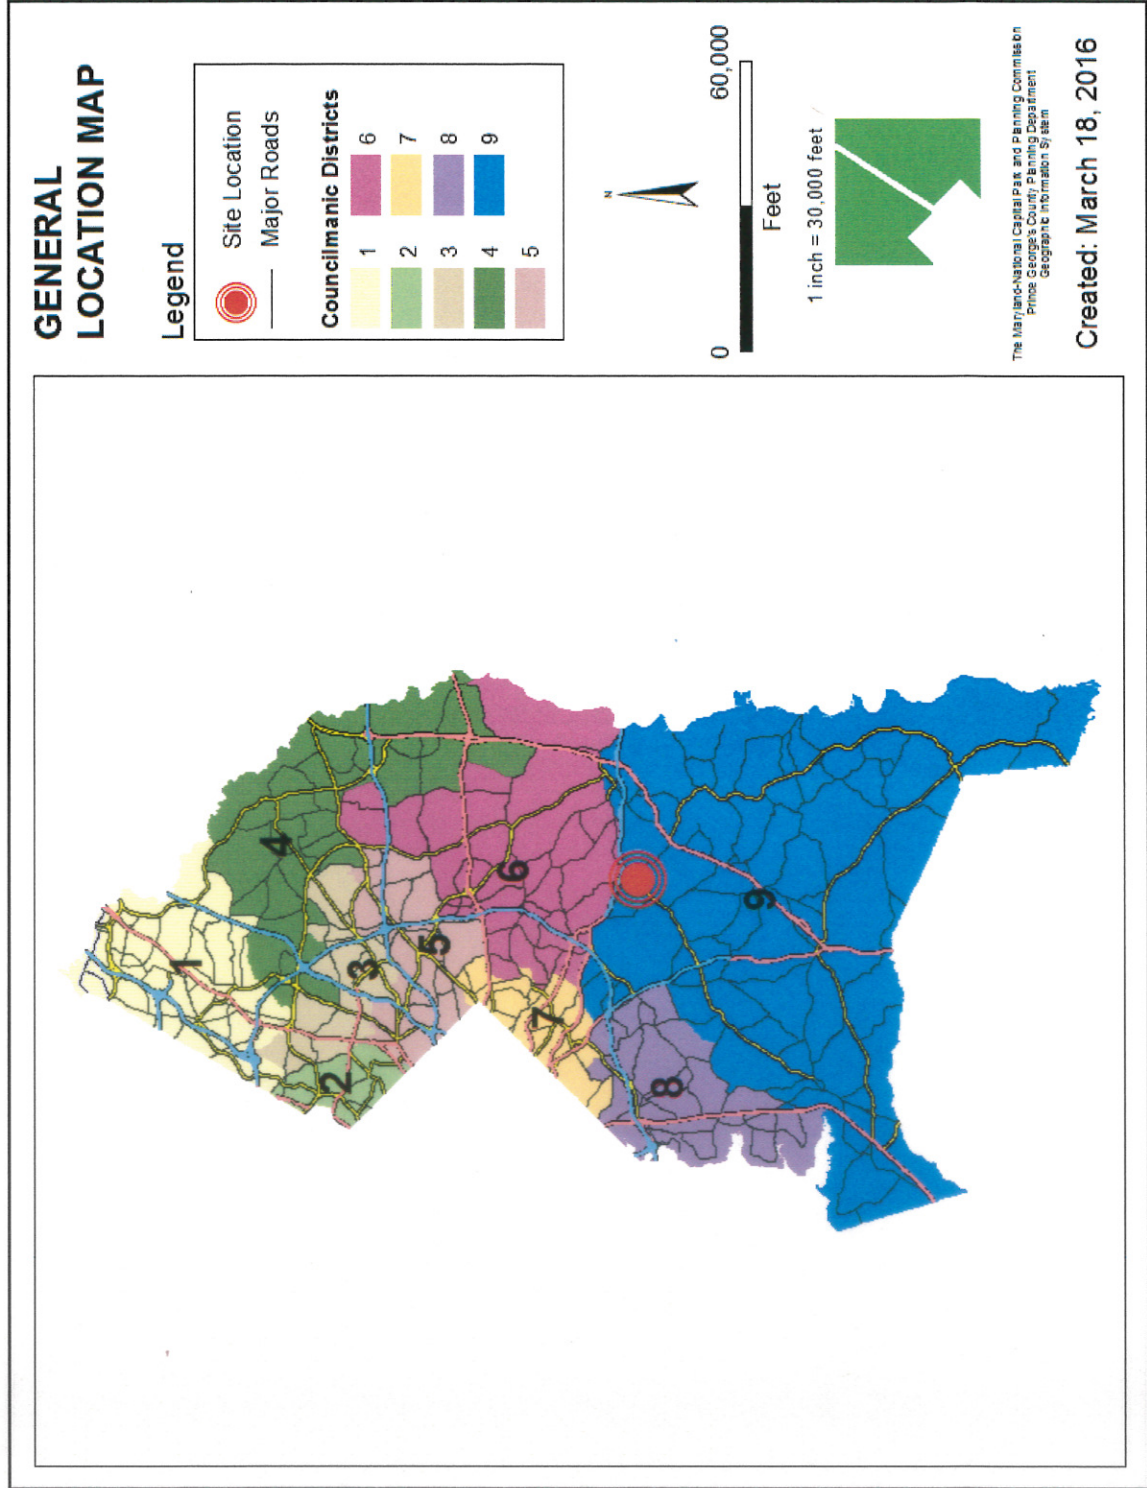 GENERAL
LOCATION MAP
Legend
Site Location
Major Roads
Councilmanic Districts
1
6
2
7
3
8
4
9
5
N
0
60,000
Feet
1 inch = 30,000 feet
The Maryland-National Capital Park and Planning Commission
Prince George's County Planning Department
Geographic Information System
Created: March 18, 2016
1
4
2
3
5
6
7
8
9